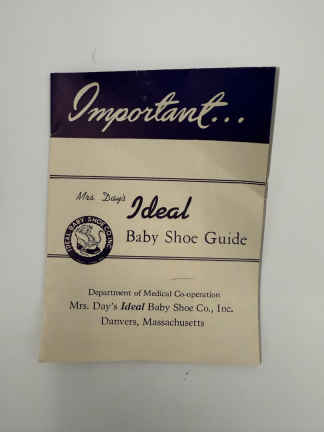 Important...
Mrs. Day's Ideal
Baby Shoe Guide
IDEAL BABY SHOE CO. INC.
Department of Medical Co-operation
Mrs. Day's Ideal Baby Shoe Co., Inc.
Danvers, Massachusetts